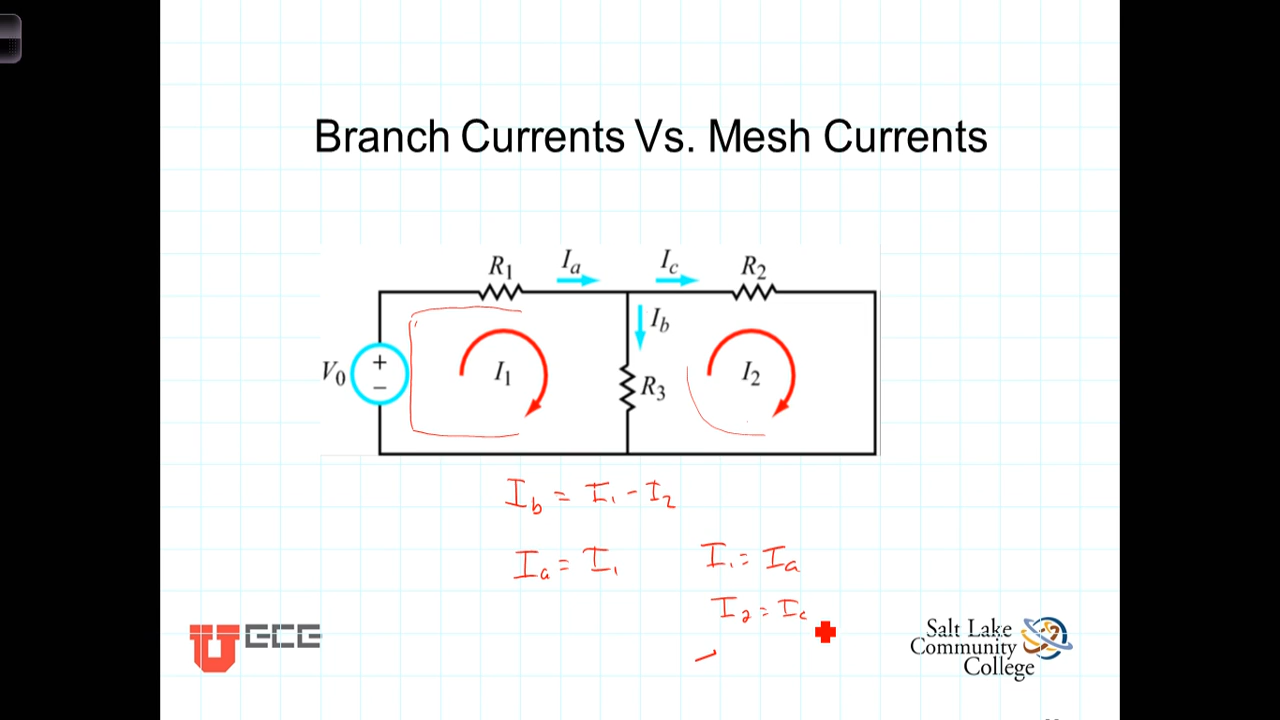 Branch Currents Vs. Mesh Currents
R1 Ia Ic R2
Ib
V0 + − I1 R3 I2
Ib = I1 - I2
Ia = I1
I1 = Ia
I2 = Ic
U ECE
Salt Lake
Community
College